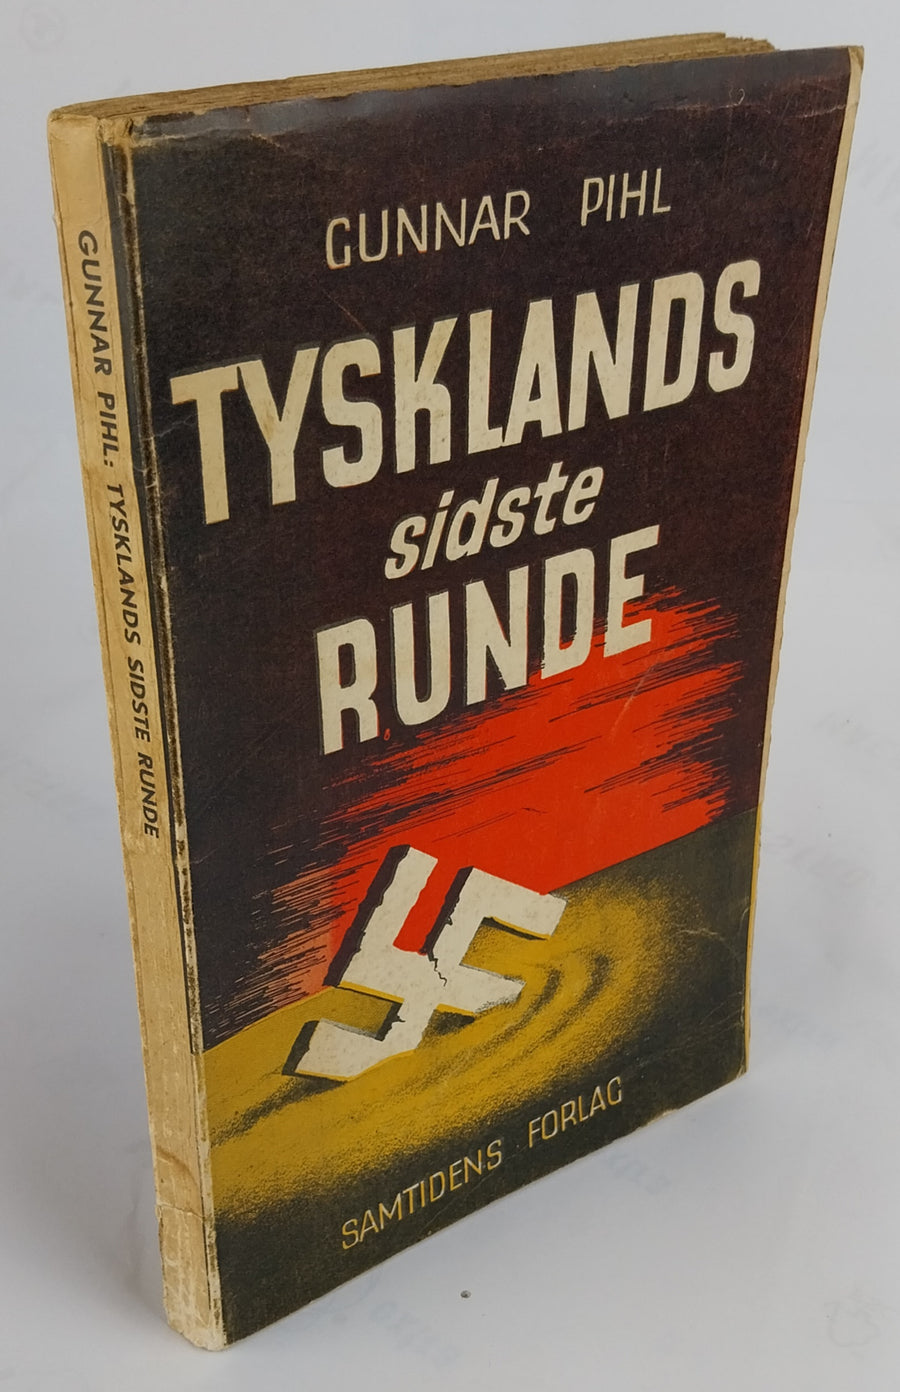 GUNNAR PIHL: TYSKLANDS SIDSTE RUNDE
GUNNAR PIHL
TYSKLANDS
sidste
RUNDE
SAMTIDENS FORLAG